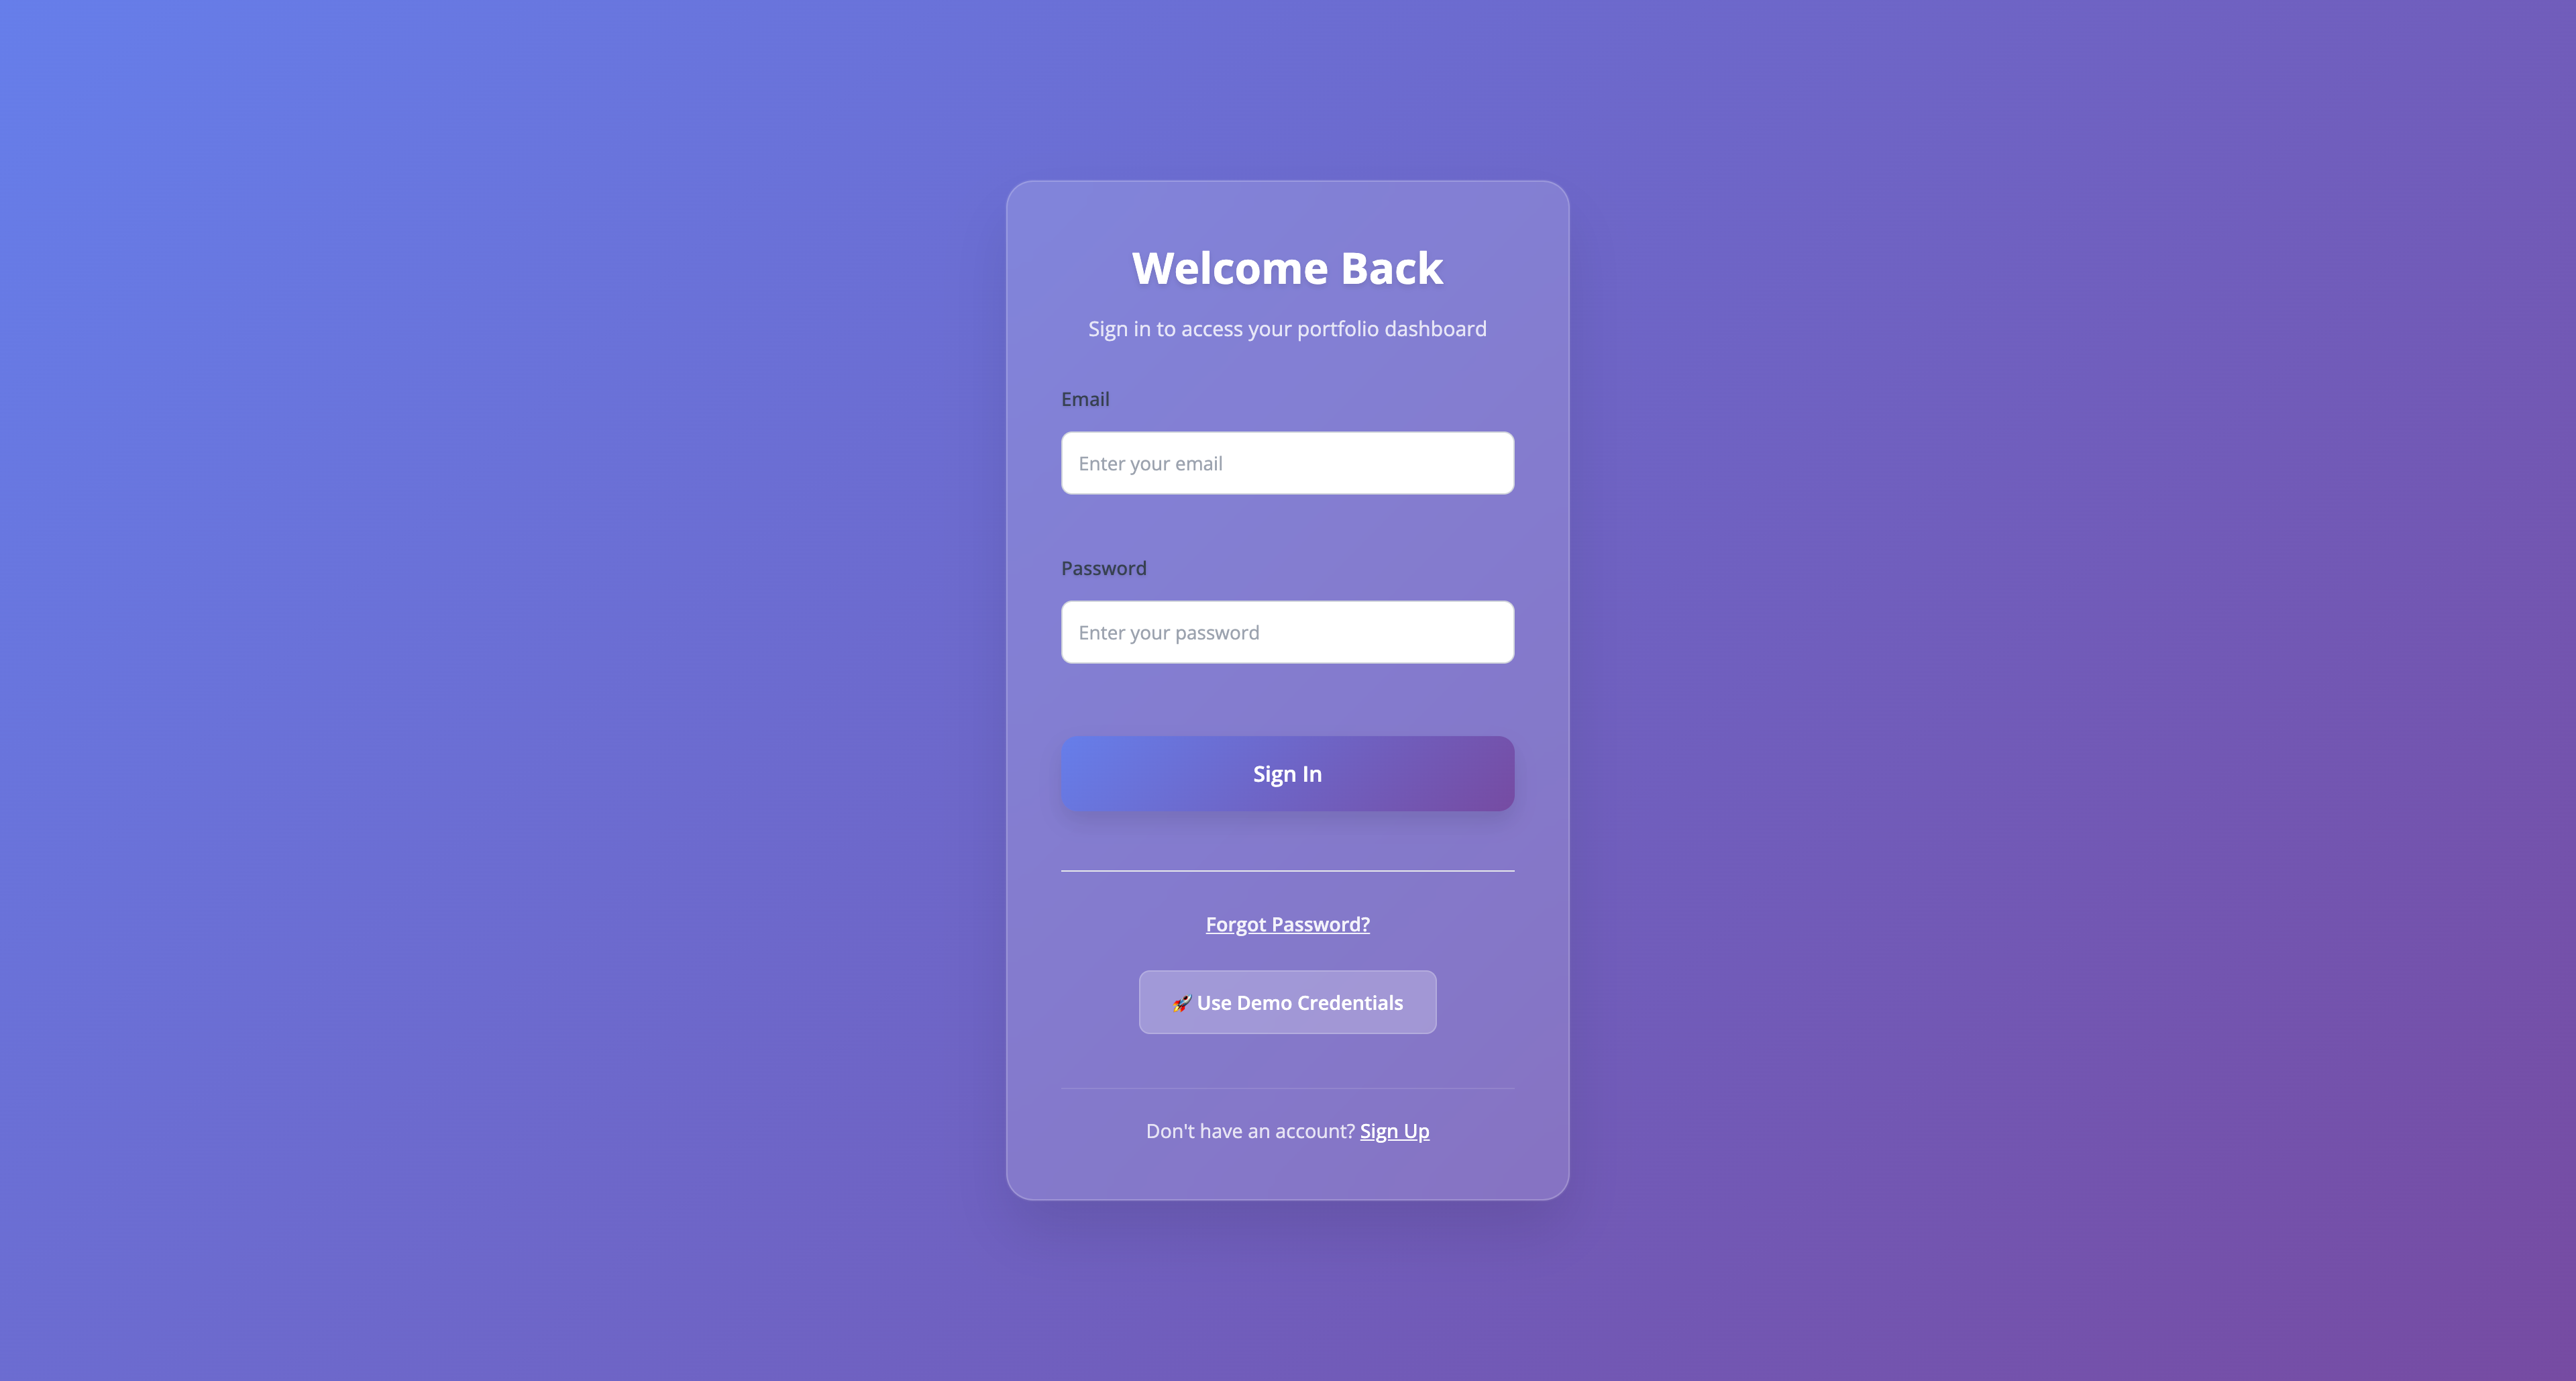 Welcome Back
Sign in to access your portfolio dashboard
Email
Enter your email
Password
Enter your password
Sign In
Forgot Password?
🚀 Use Demo Credentials
Don't have an account? Sign Up